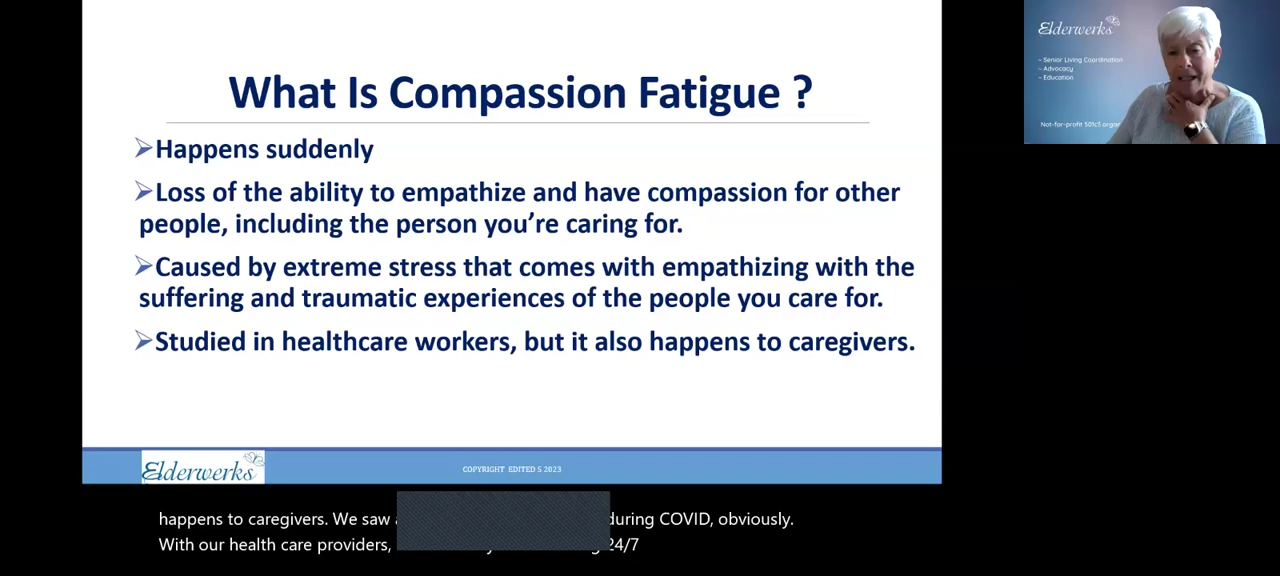 What Is Compassion Fatigue ?
➢Happens suddenly
➢Loss of the ability to empathize and have compassion for other
people, including the person you're caring for.
➢Caused by extreme stress that comes with empathizing with the
suffering and traumatic experiences of the people you care for.
➢Studied in healthcare workers, but it also happens to caregivers.
Elderwerks
COPYRIGHT EDITED 5 2023
Elderwerks
~ Senior Living Coordination
~ Advocacy
~ Education
Not-for-profit 501c3
happens to caregivers. We saw during COVID, obviously.
With our health care providers, 24/7